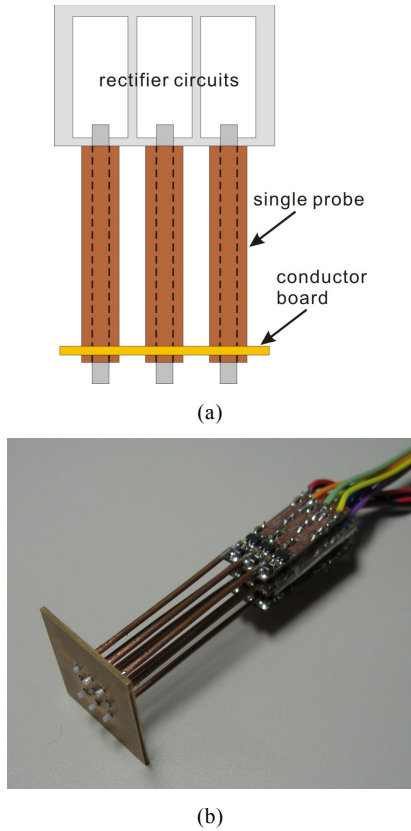 rectifier circuits
single probe
conductor
board
(a)
(b)